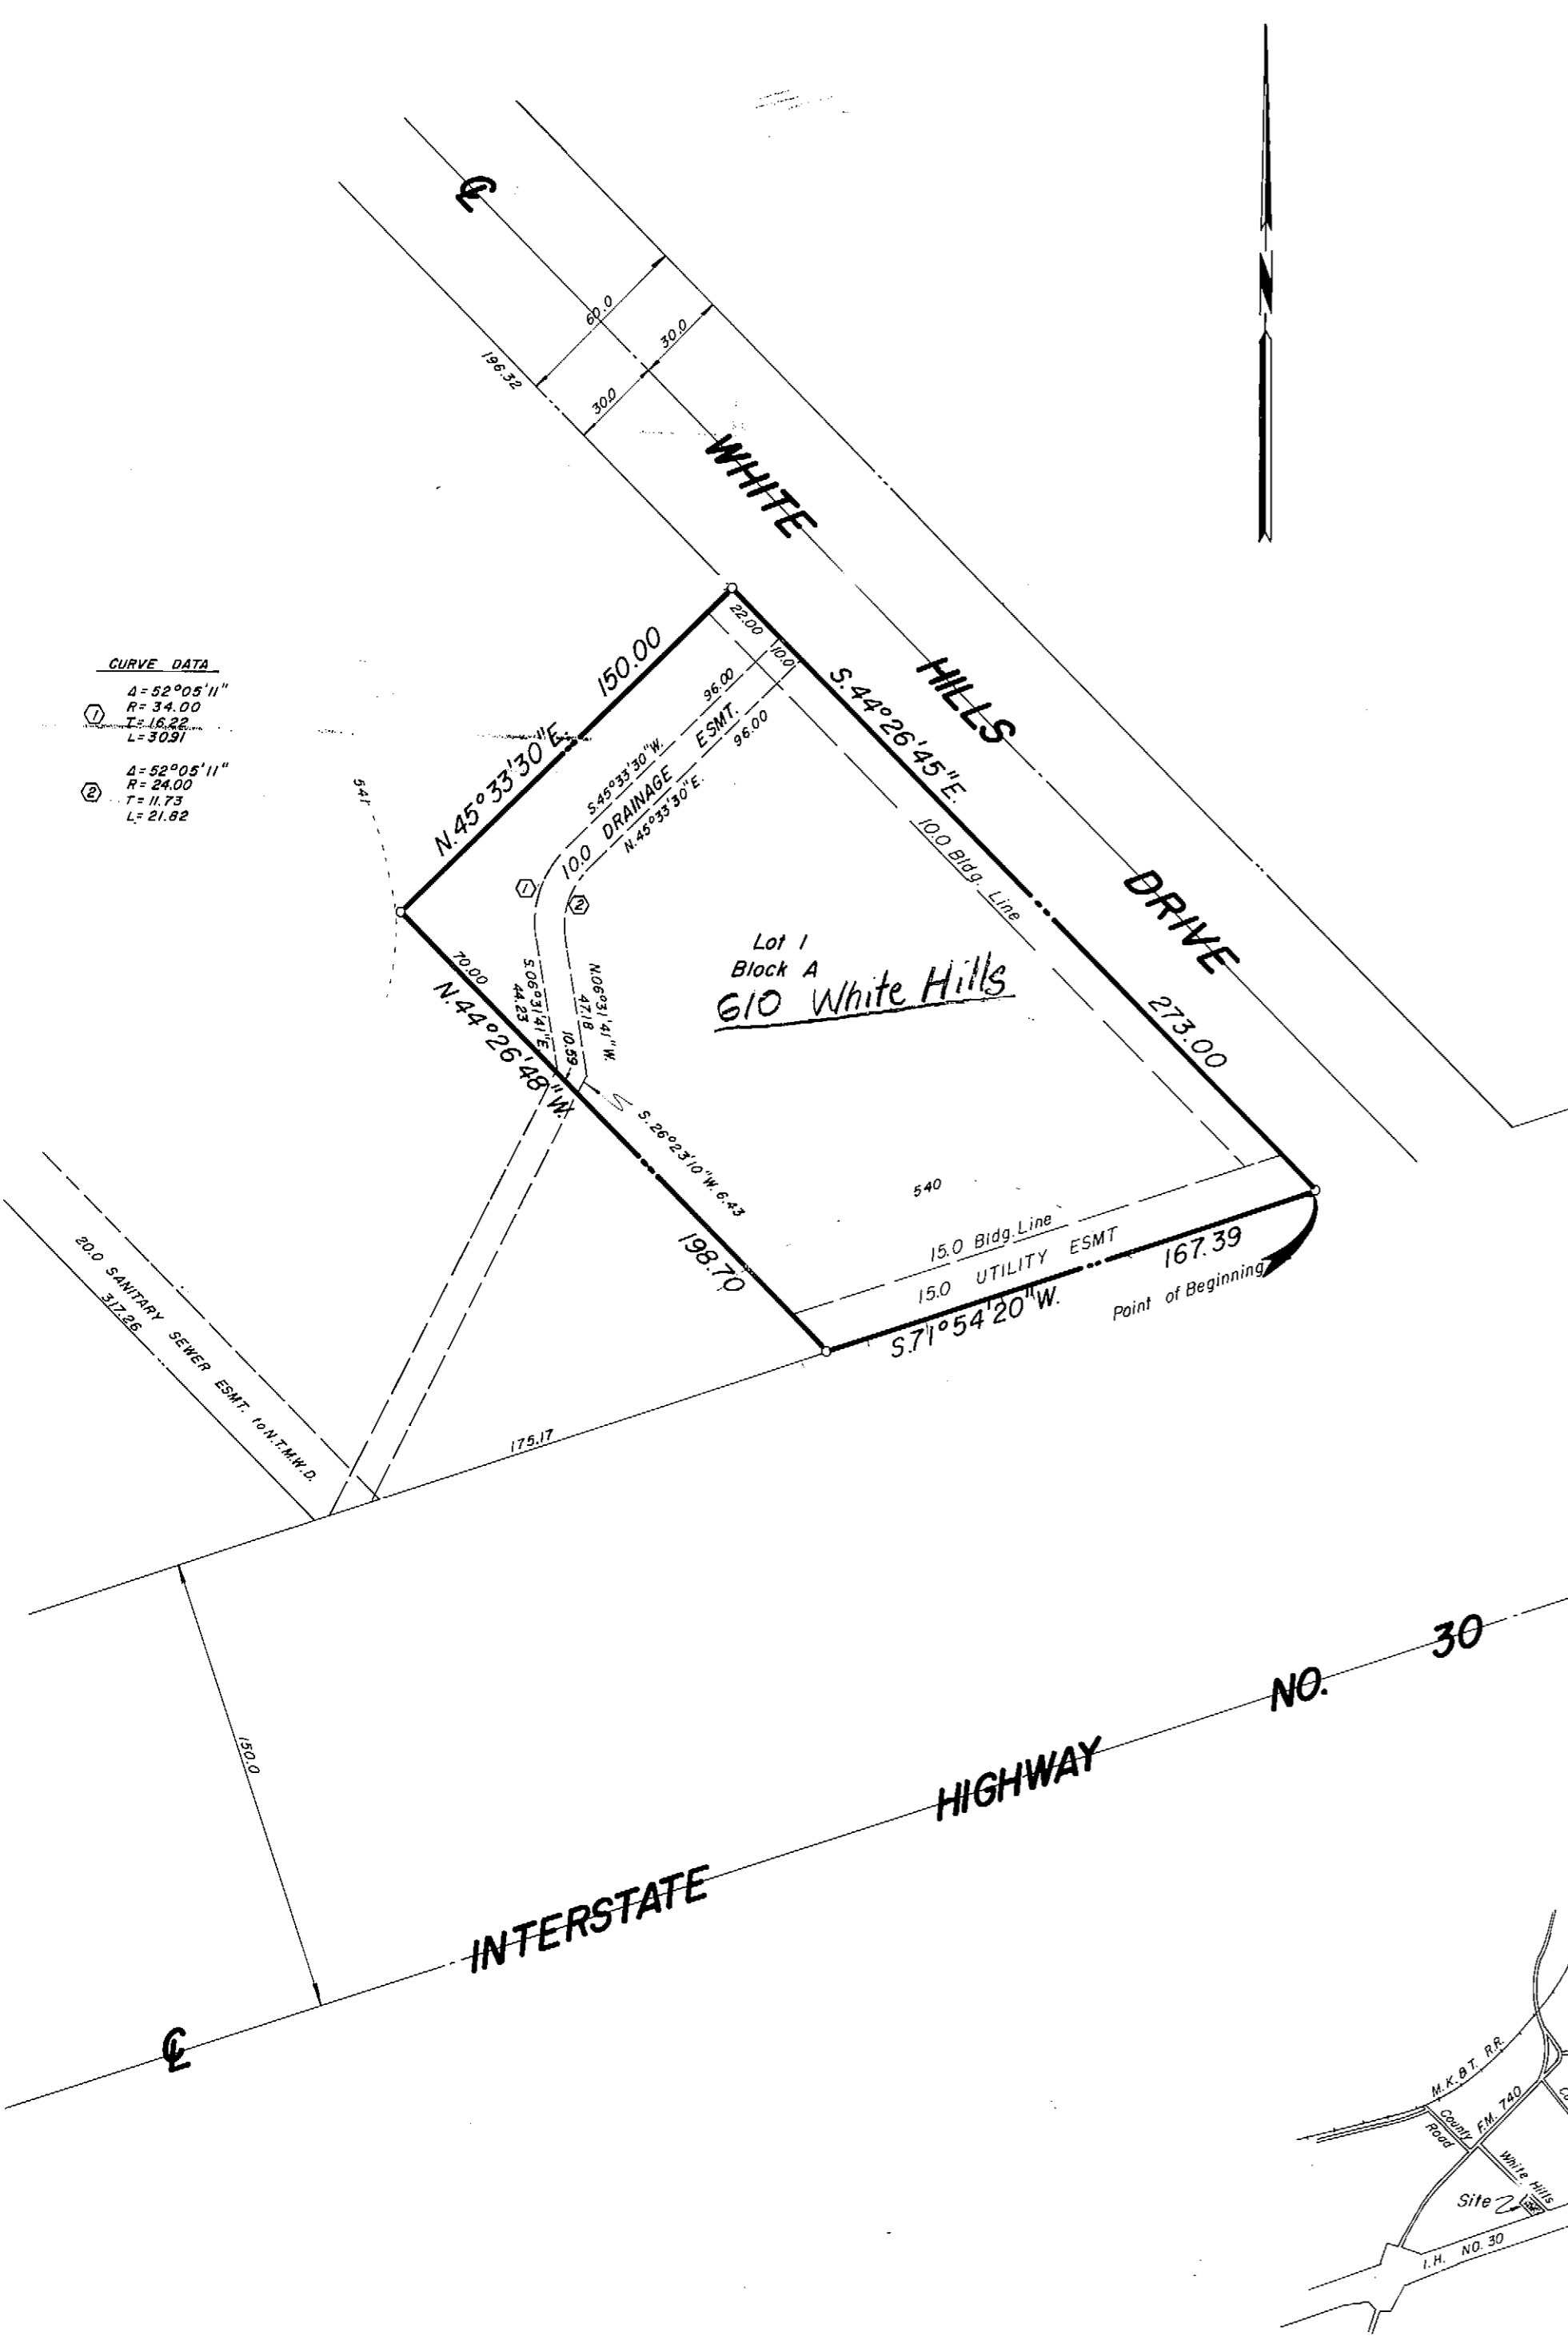 ℄
60.0
30.0
30.0
196.32
WHITE
HILLS
DRIVE
N
CURVE DATA
1
Δ = 52°05'11"
R = 34.00
T = 16.22
L = 30.91
2
Δ = 52°05'11"
R = 24.00
T = 11.73
L = 21.82
541
N. 45°33'30"E.
150.00
22.00
10.0
S. 44°26'45"E.
273.00
96.00
S.45°33'30"W.
10.0 DRAINAGE ESMT.
96.00
N.45°33'30"E.
1
2
10.0 Bldg. Line
Lot 1
Block A
610 White Hills
70.00
N. 44°26'48"W.
198.70
S.06°31'41"E.
44.23
N.06°31'41"W.
47.18
10.59
S. 26°23'10"W. 6.43
540
15.0 Bldg. Line
15.0 UTILITY ESMT
167.39
S.71°54'20"W.
Point of Beginning
20.0 SANITARY SEWER ESMT. to N.T.M.W.D.
317.26
175.17
150.0
℄
INTERSTATE HIGHWAY NO. 30
M.K.&T. R.R.
County
Road
F.M. 740
White Hills
Site
I.H. NO. 30